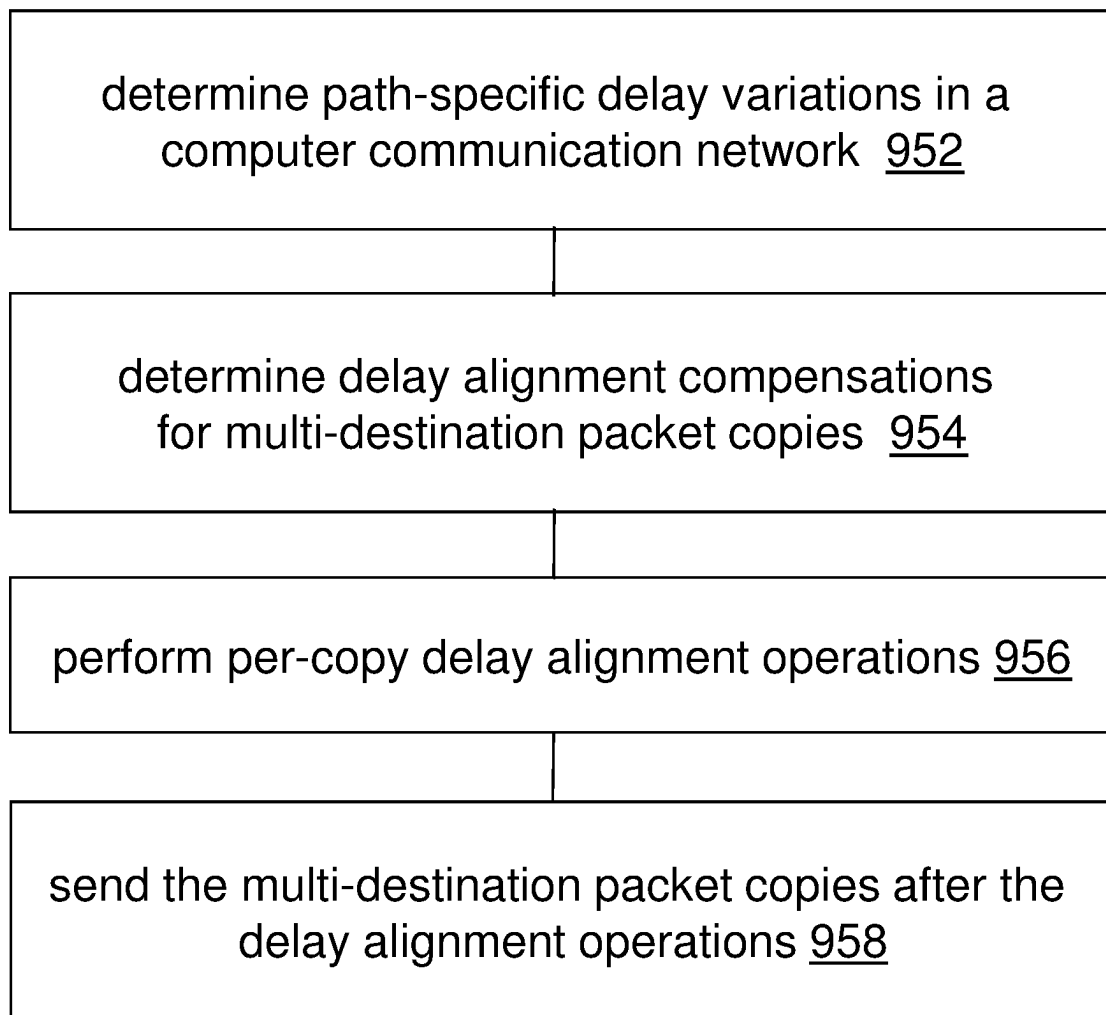 determine path-specific delay variations in a
computer communication network 952
determine delay alignment compensations
for multi-destination packet copies 954
perform per-copy delay alignment operations 956
send the multi-destination packet copies after the
delay alignment operations 958